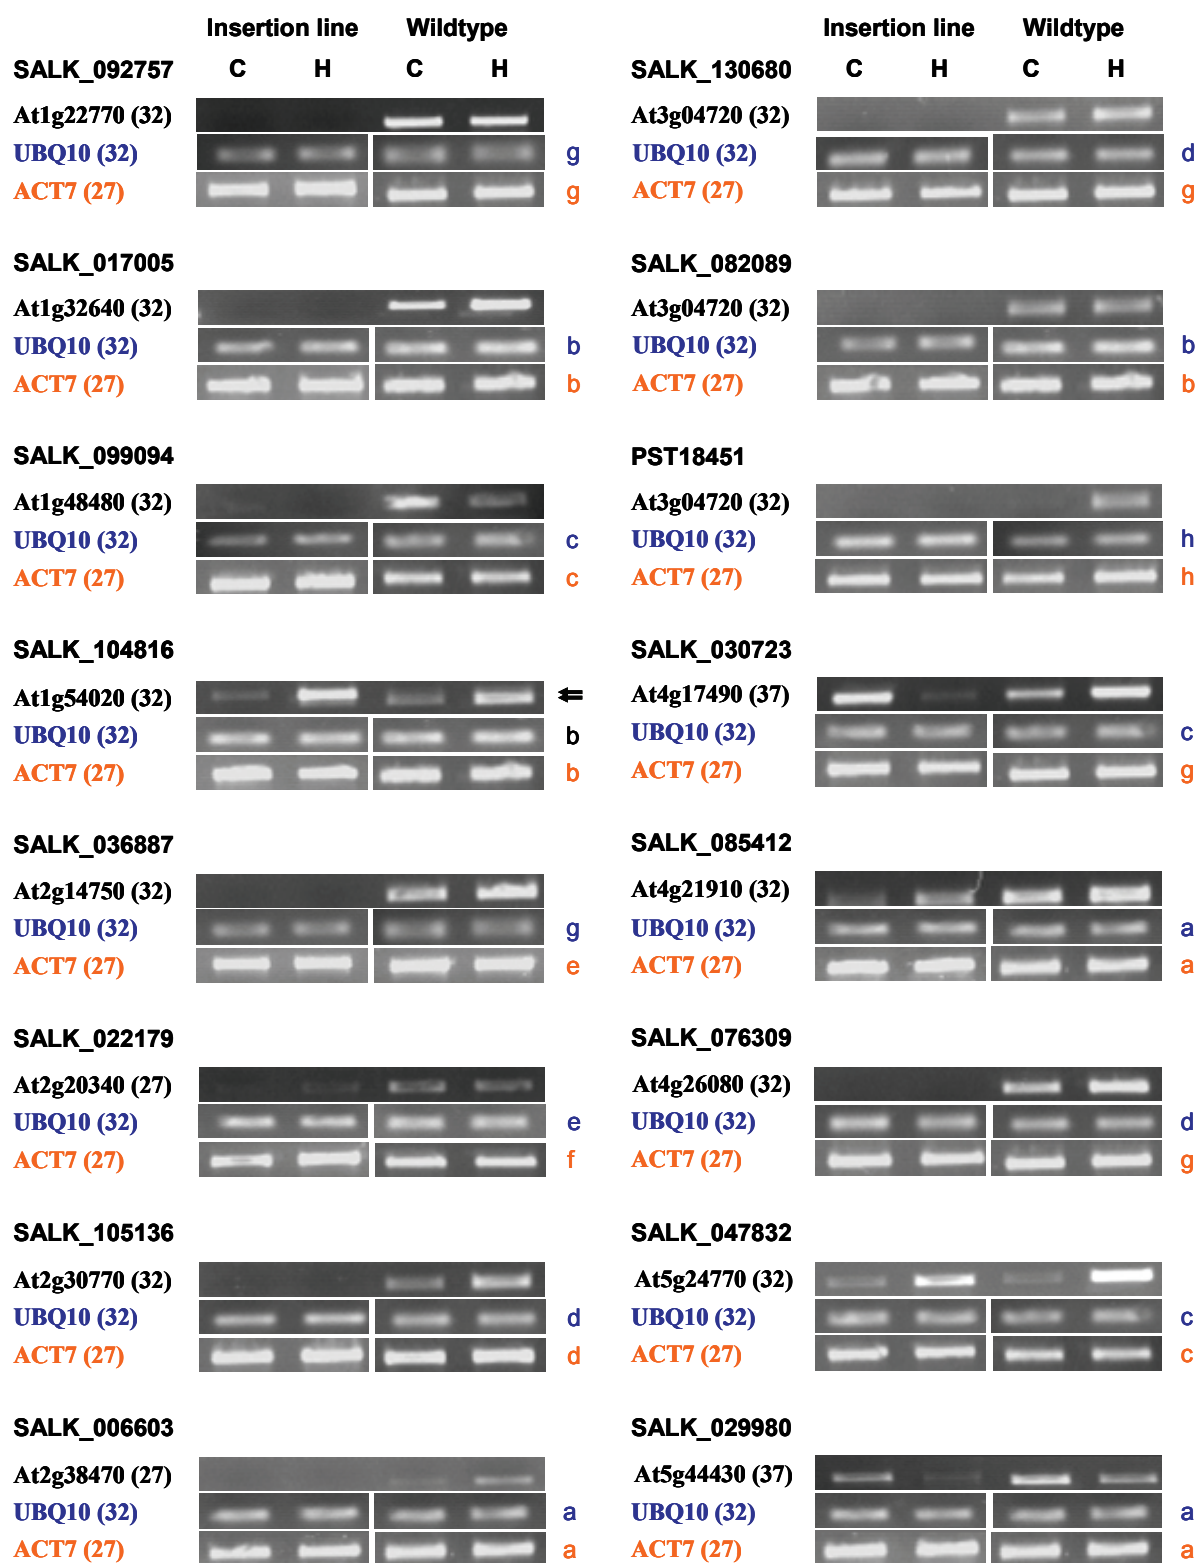 Insertion line Wildtype
SALK_092757 C H C H
At1g22770 (32)
UBQ10 (32) g
ACT7 (27) g
SALK_017005
At1g32640 (32)
UBQ10 (32) b
ACT7 (27) b
SALK_099094
At1g48480 (32)
UBQ10 (32) c
ACT7 (27) c
SALK_104816
At1g54020 (32)
UBQ10 (32) b
ACT7 (27) b
SALK_036887
At2g14750 (32)
UBQ10 (32) g
ACT7 (27) e
SALK_022179
At2g20340 (27)
UBQ10 (32) e
ACT7 (27) f
SALK_105136
At2g30770 (32)
UBQ10 (32) d
ACT7 (27) d
SALK_006603
At2g38470 (27)
UBQ10 (32) a
ACT7 (27) a
Insertion line Wildtype
SALK_130680 C H C H
At3g04720 (32)
UBQ10 (32) d
ACT7 (27) g
SALK_082089
At3g04720 (32)
UBQ10 (32) b
ACT7 (27) b
PST18451
At3g04720 (32)
UBQ10 (32) h
ACT7 (27) h
SALK_030723
At4g17490 (37)
UBQ10 (32) c
ACT7 (27) g
SALK_085412
At4g21910 (32)
UBQ10 (32) a
ACT7 (27) a
SALK_076309
At4g26080 (32)
UBQ10 (32) d
ACT7 (27) g
SALK_047832
At5g24770 (32)
UBQ10 (32) c
ACT7 (27) c
SALK_029980
At5g44430 (37)
UBQ10 (32) a
ACT7 (27) a